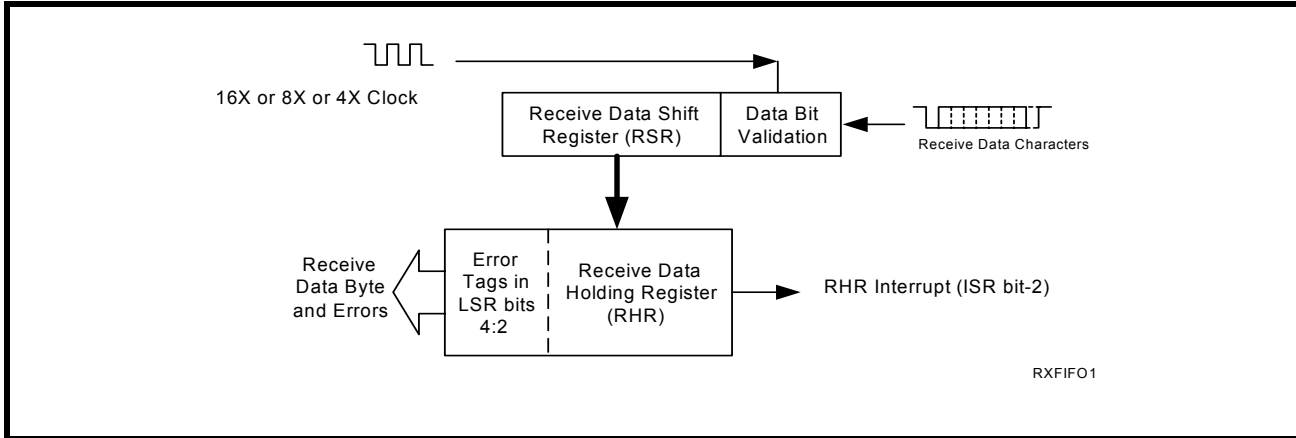 16X or 8X or 4X Clock
Receive Data Shift
Register (RSR)
Data Bit
Validation
Receive Data Characters
Receive
Data Byte
and Errors
Error
Tags in
LSR bits
4:2
Receive Data
Holding Register
(RHR)
RHR Interrupt (ISR bit-2)
RXFIFO1